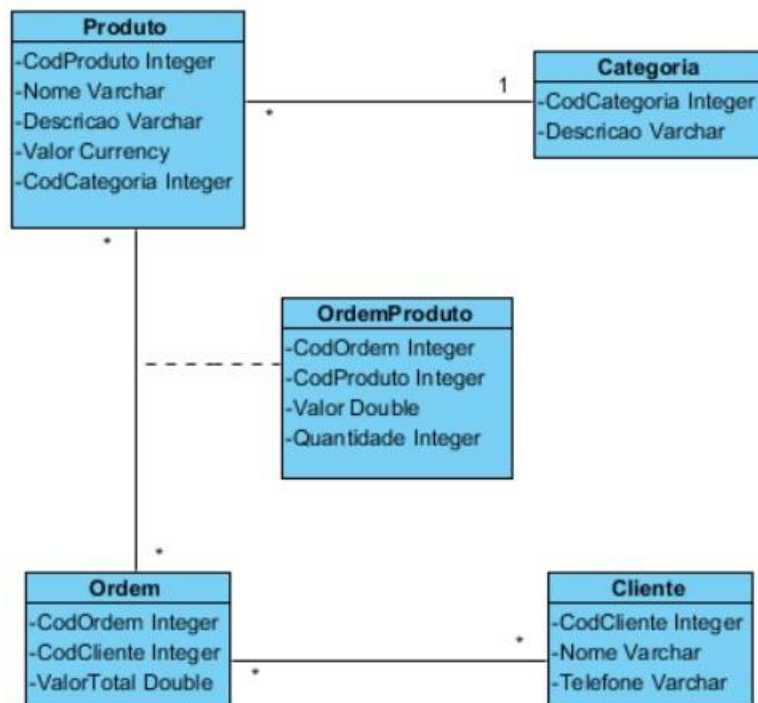 Produto
-CodProduto Integer
-Nome Varchar
-Descricao Varchar
-Valor Currency
-CodCategoria Integer
*
1
Categoria
-CodCategoria Integer
-Descricao Varchar
*
OrdemProduto
-CodOrdem Integer
-CodProduto Integer
-Valor Double
-Quantidade Integer
*
Ordem
-CodOrdem Integer
-CodCliente Integer
-ValorTotal Double
*
*
Cliente
-CodCliente Integer
-Nome Varchar
-Telefone Varchar